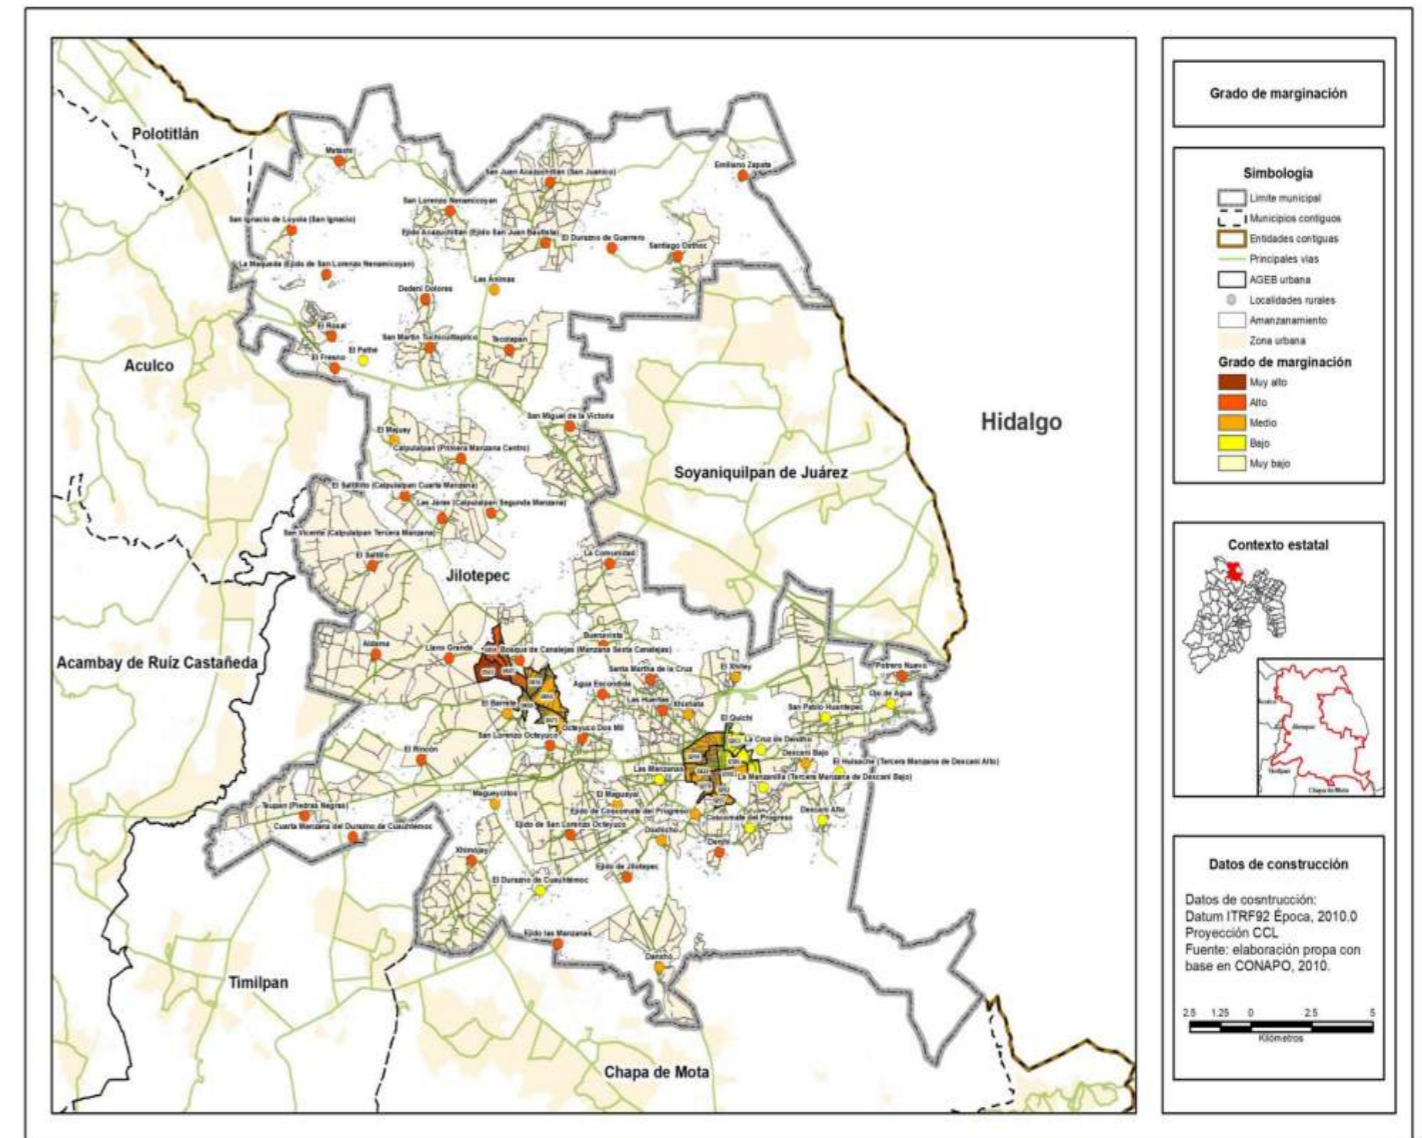 Polotitlán
Matashi
San Juan Acazuchitlán (San Juanico)
Emiliano Zapata
San Lorenzo Nenamicoyan
San Ignacio de Loyola (San Ignacio)
Ejido Acazuchitlán (Ejido San Juan Bautista)
El Durazno de Guerrero
Santiago Oxthoc
La Maqueda (Ejido de San Lorenzo Nenamicoyan)
Las Ánimas
Dedeni Dolores
El Rosal
San Martín Tuchicuitlapilco
Tecolapan
El Pathé
El Fresno
Aculco
San Miguel de la Victoria
El Majuay
Calpulalpan (Primera Manzana Centro)
Hidalgo
Soyaniquilpan de Juárez
El Saltillito (Calpulalpan Cuarta Manzana)
Las Jaras (Calpulalpan Segunda Manzana)
San Vicente (Calpulalpan Tercera Manzana)
El Saltillo
La Comunidad
Jilotepec
Buenavista
Aldama
Llano Grande
Bosque de Canalejas (Manzana Sexta Canalejas)
Acambay de Ruíz Castañeda
Santa Martha de la Cruz
El Xhitey
Potrero Nuevo
Agua Escondida
Ojo de Agua
El Barrete
Las Huertas
Xhixhata
San Pablo Huantepec
El Quichi
Octeyuco Dos Mil
San Lorenzo Octeyuco
La Cruz de Dendho
El Rincón
Dexcani Bajo
El Huisache (Tercera Manzana de Dexcani Alto)
Las Manzanas
La Manzanilla (Tercera Manzana de Dexcani Bajo)
Magueycitos
El Magueyal
Teupan (Piedras Negras)
Ejido de Coscomate del Progreso
Coscomate del Progreso
Dexcani Alto
Cuarta Manzana del Durazno de Cuauhtémoc
Ejido de San Lorenzo Octeyuco
Doxhicho
Denjhi
Xhimojay
Ejido de Jilotepec
El Durazno de Cuauhtémoc
Ejido las Manzanas
Danxho
Timilpan
Chapa de Mota
Grado de marginación
Simbología
Límite municipal
Municipios contiguos
Entidades contiguas
Principales vías
AGEB urbana
Localidades rurales
Amanzanamiento
Zona urbana
Grado de marginación
Muy alto
Alto
Medio
Bajo
Muy bajo
Contexto estatal
Jilotepec
Timilpan
Chapa de Mota
Datos de construcción
Datos de cosntrucción:
Datum ITRF92 Época, 2010.0
Proyección CCL
Fuente: elaboración propa con
base en CONAPO, 2010.
2.5 1.25 0 2.5 5
Kilómetros